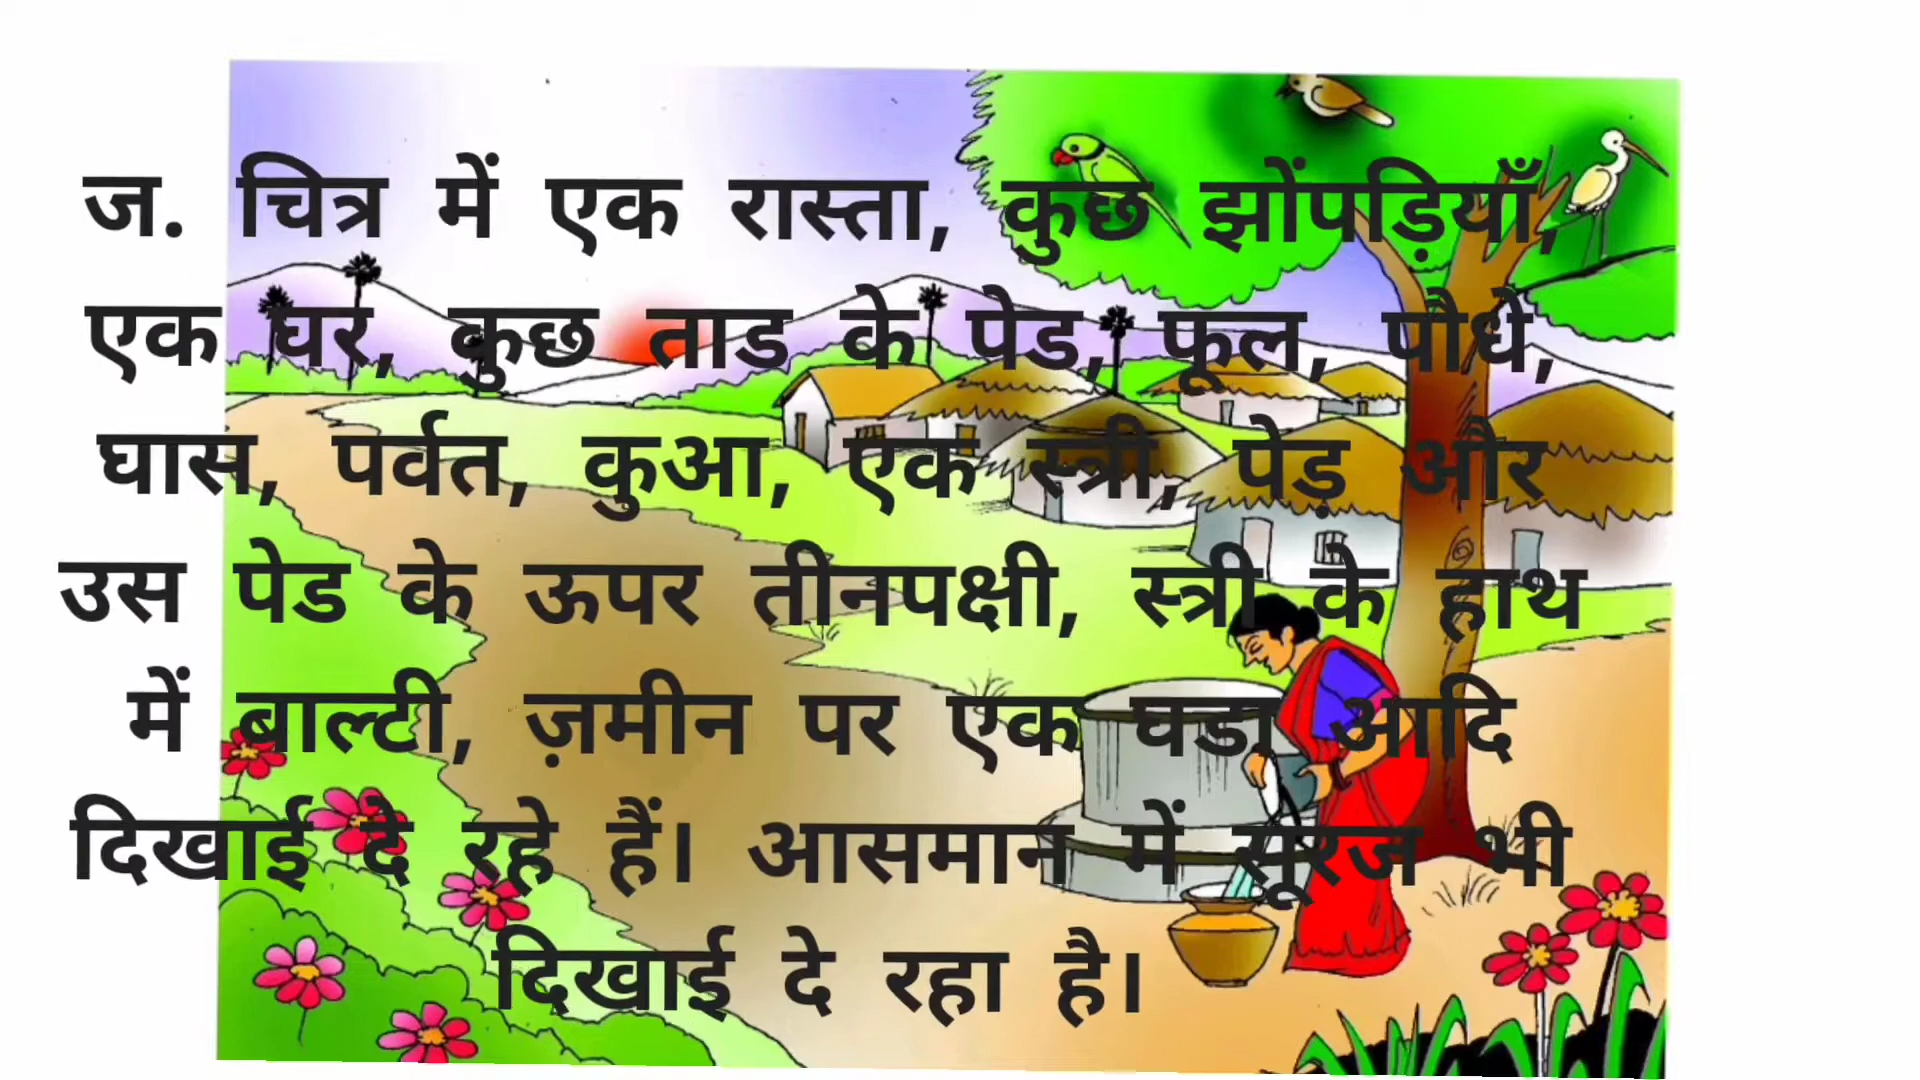 ज. चित्र में एक रास्ता, कुछ झोंपड़ियाँ,
एक घर, कुछ ताड के पेड, फूल, पौधे,
घास, पर्वत, कुआ, एक स्त्री, पेड़ और
उस पेड के ऊपर तीनपक्षी, स्त्री के हाथ
में बाल्टी, ज़मीन पर एक घडा आदि
दिखाई दे रहे हैं। आसमान में सूरज भी
दिखाई दे रहा है।